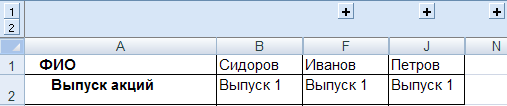 1
2
A B F J N
1 ФИО Сидоров Иванов Петров
2 Выпуск акций Выпуск 1 Выпуск 1 Выпуск 1